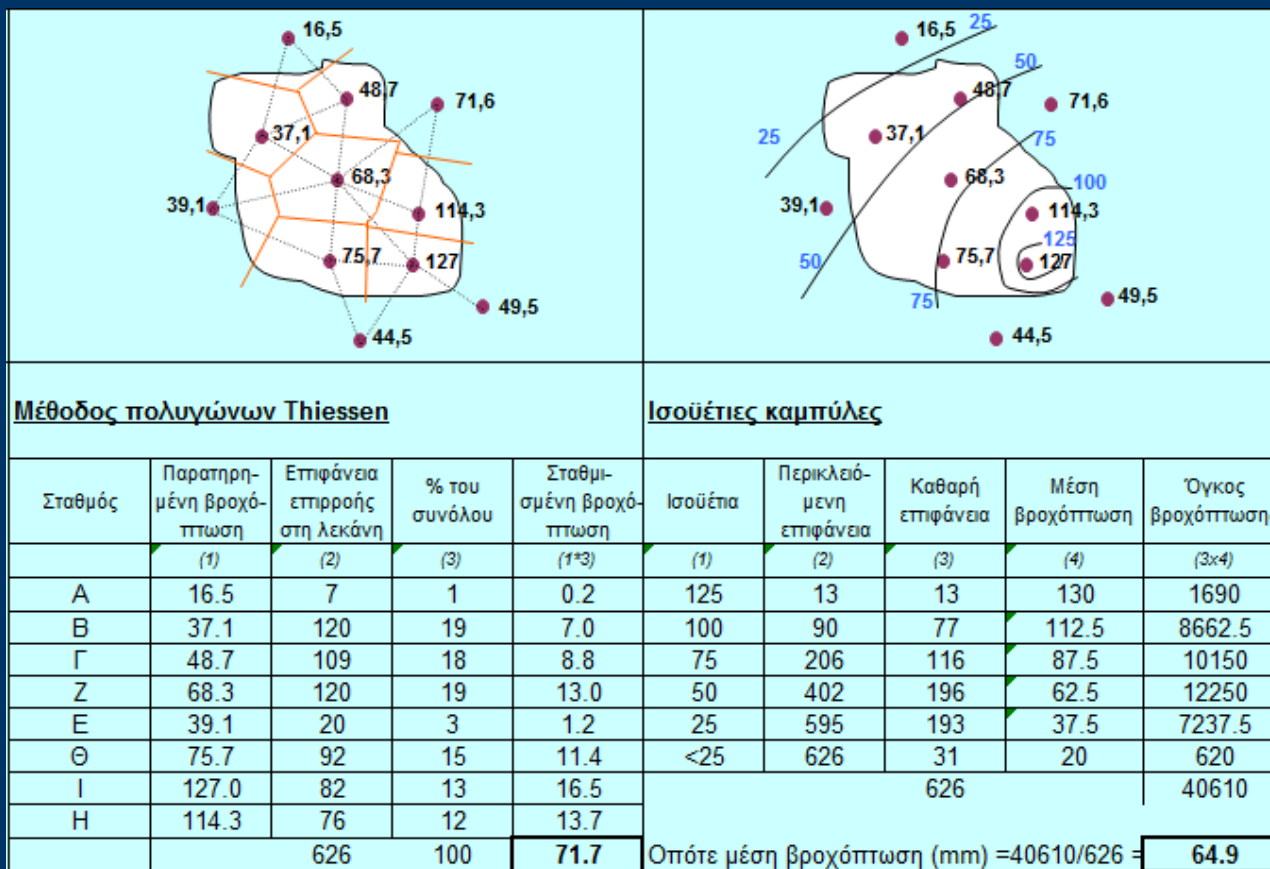 16,5
48,7
71,6
37,1
68,3
39,1
114,3
75,7
127
49,5
44,5
25
16,5
50
48,7
71,6
25
37,1
75
68,3
100
39,1
114,3
125
50
75,7
127
75
49,5
44,5
Μέθοδος πολυγώνων Thiessen
Σταθμός Παρατηρη-μένη βροχό-πτωση Επιφάνεια επιρροής στη λεκάνη % του συνόλου Σταθμι-σμένη βροχό-πτωση
(1) (2) (3) (1*3)
Α 16.5 7 1 0.2
Β 37.1 120 19 7.0
Γ 48.7 109 18 8.8
Ζ 68.3 120 19 13.0
Ε 39.1 20 3 1.2
Θ 75.7 92 15 11.4
Ι 127.0 82 13 16.5
Η 114.3 76 12 13.7
626 100 71.7
Ισοϋέτιες καμπύλες
Ισοϋέτια Περικλειό-μενη επιφάνεια Καθαρή επιφάνεια Μέση βροχόπτωση Όγκος βροχόπτωση
(1) (2) (3) (4) (3x4)
125 13 13 130 1690
100 90 77 112.5 8662.5
75 206 116 87.5 10150
50 402 196 62.5 12250
25 595 193 37.5 7237.5
<25 626 31 20 620
626 40610
Οπότε μέση βροχόπτωση (mm) =40610/626 = 64.9